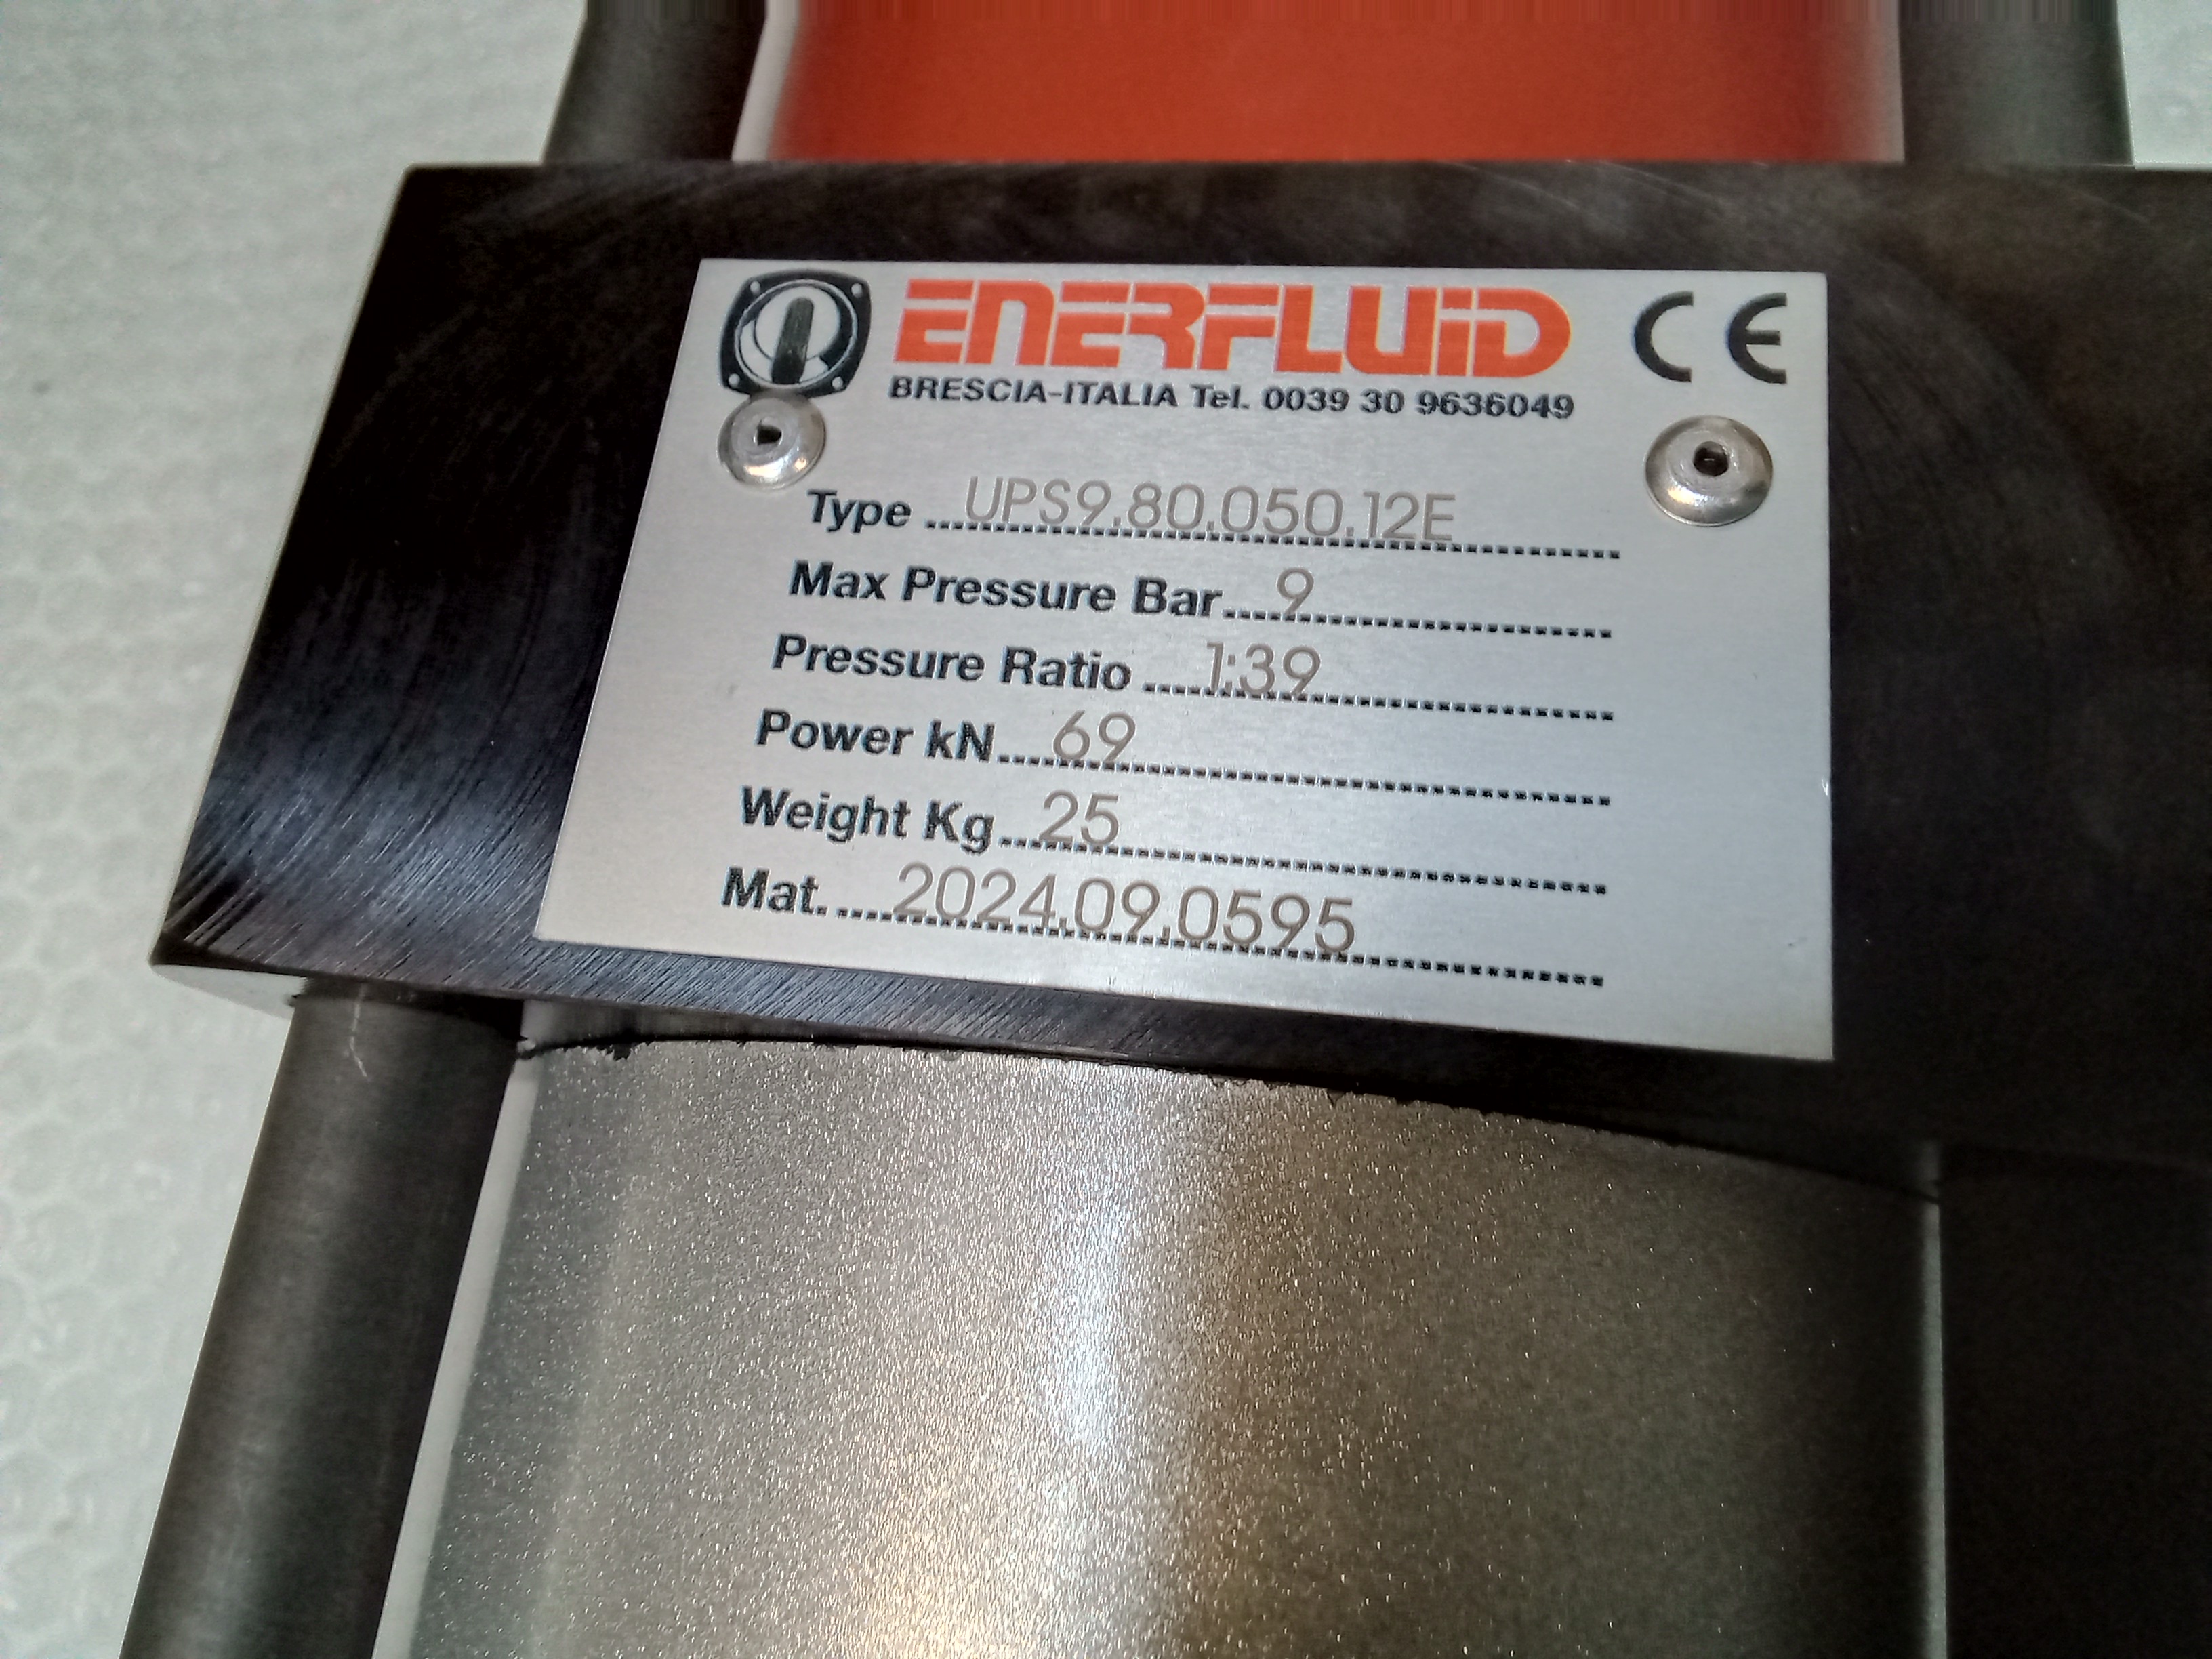 ENERFLUID CE
BRESCIA-ITALIA Tel. 0039 30 9636049
Type ....UPS9.80.050.12E....
Max Pressure Bar....9....
Pressure Ratio ....1:39....
Power kN....69....
Weight Kg....25....
Mat.....2024.09.0595....